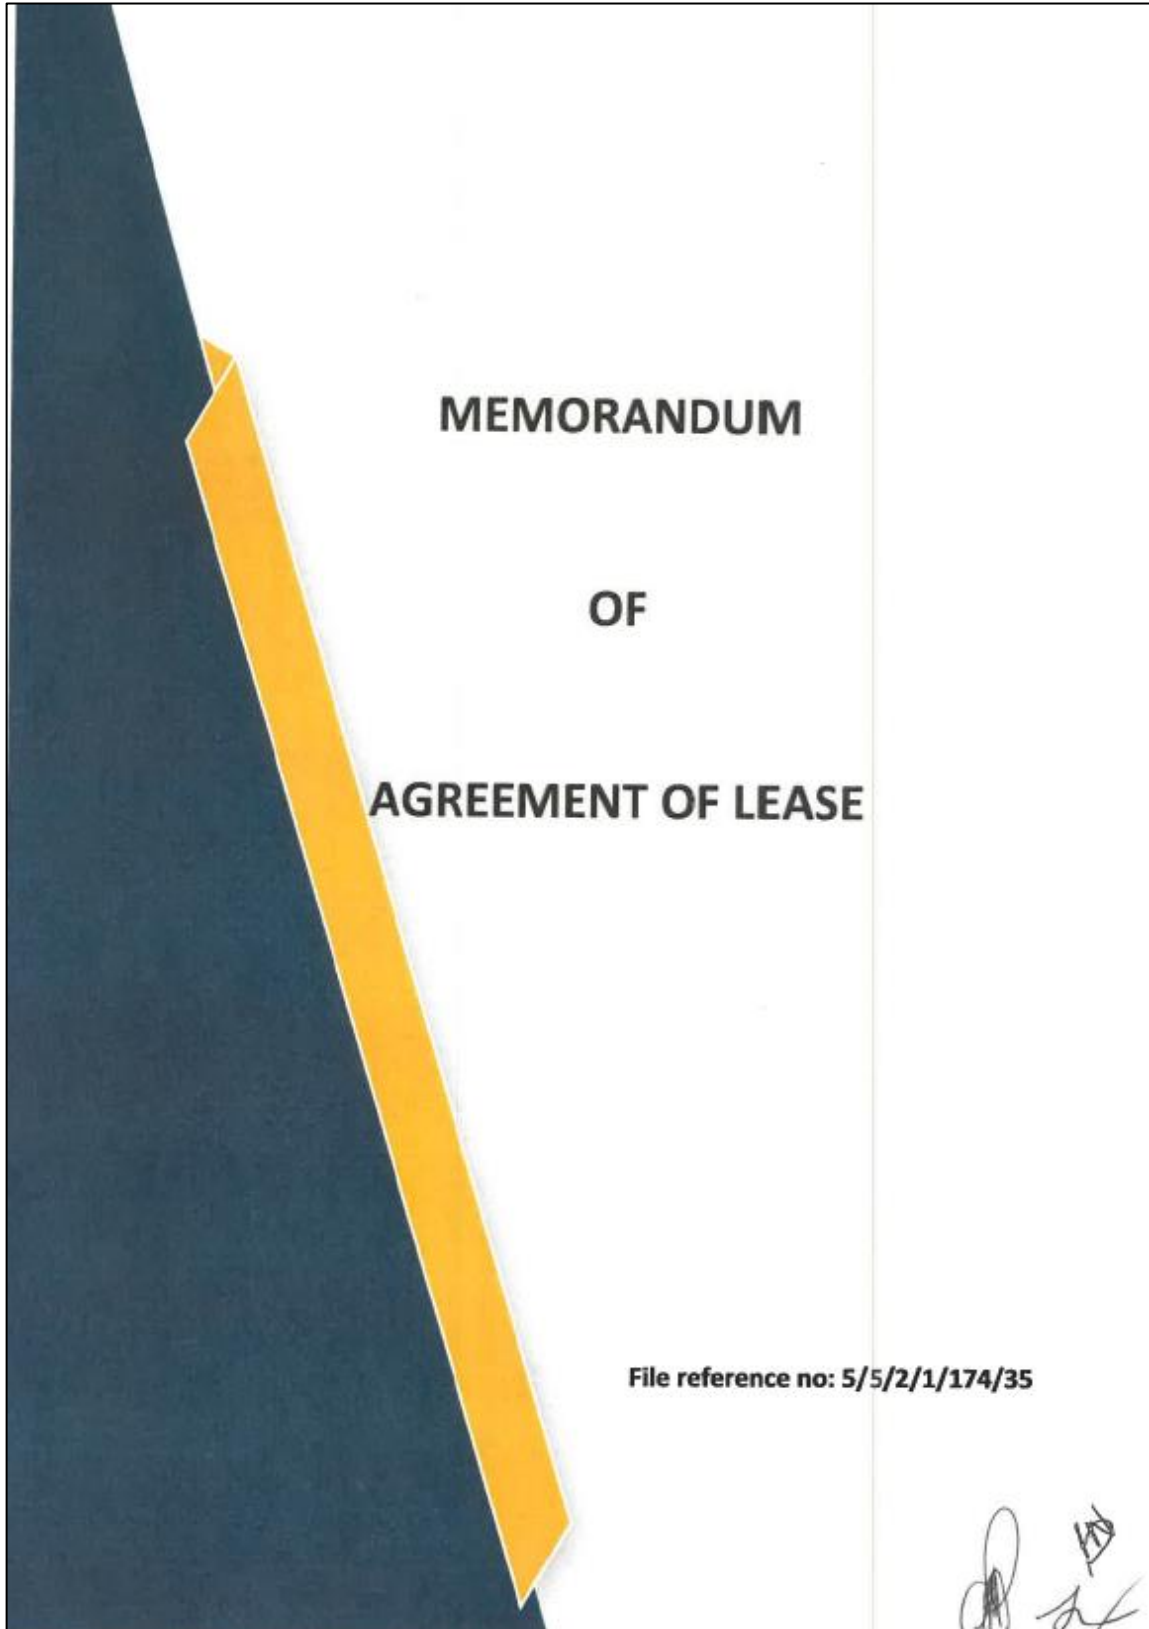 MEMORANDUM
OF
AGREEMENT OF LEASE
File reference no: 5/5/2/1/174/35